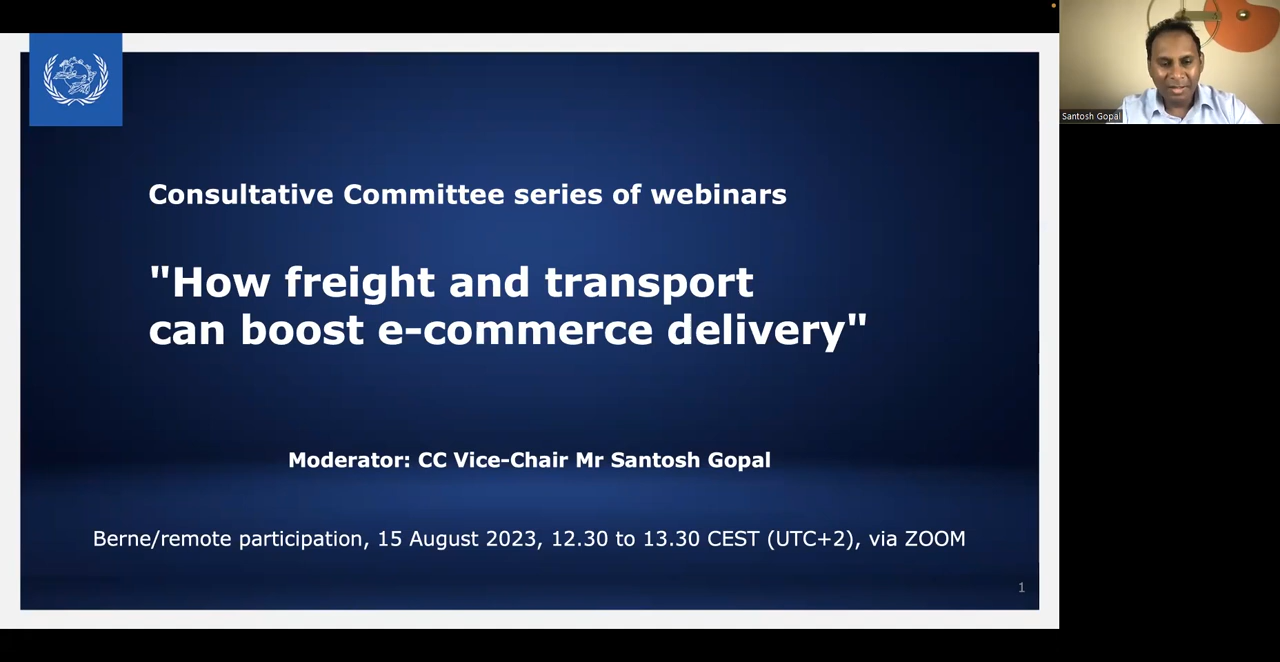 Consultative Committee series of webinars
"How freight and transport
can boost e-commerce delivery"
Moderator: CC Vice-Chair Mr Santosh Gopal
Berne/remote participation, 15 August 2023, 12.30 to 13.30 CEST (UTC+2), via ZOOM
1
Santosh Gopal